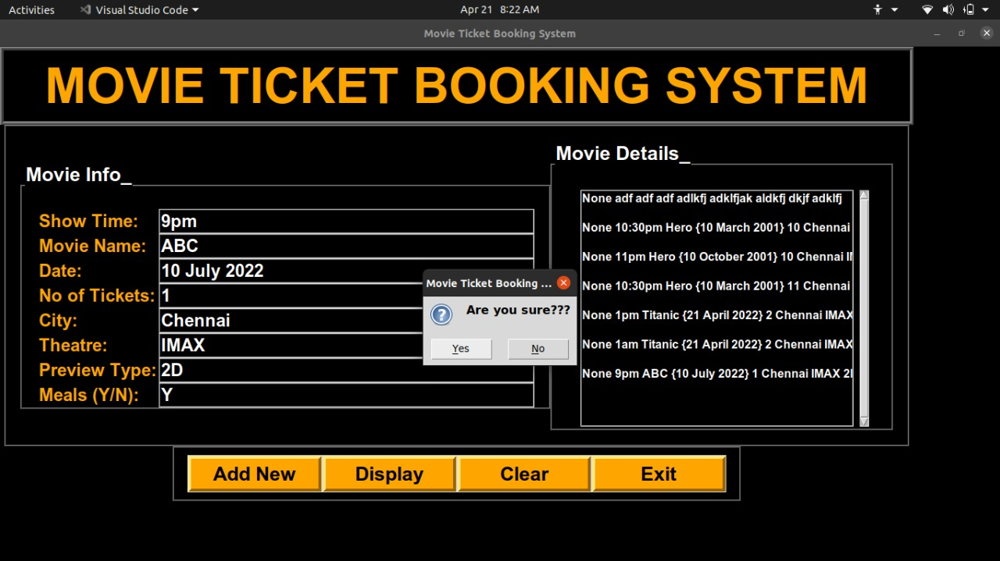 Activities
Visual Studio Code
Apr 21 8:22 AM
Movie Ticket Booking System
MOVIE TICKET BOOKING SYSTEM
Movie Info_
Show Time: 9pm
Movie Name: ABC
Date: 10 July 2022
No of Tickets: 1
City: Chennai
Theatre: IMAX
Preview Type: 2D
Meals (Y/N): Y
Movie Ticket Booking ...
Are you sure???
Yes
No
Movie Details_
None adf adf adf adlkfj adklfjak aldkfj dkjf adklfj
None 10:30pm Hero {10 March 2001} 10 Chennai
None 11pm Hero {10 October 2001} 10 Chennai
None 10:30pm Hero {10 March 2001} 11 Chennai
None 1pm Titanic {21 April 2022} 2 Chennai IMAX
None 1am Titanic {21 April 2022} 2 Chennai IMAX
None 9pm ABC {10 July 2022} 1 Chennai IMAX
Add New
Display
Clear
Exit